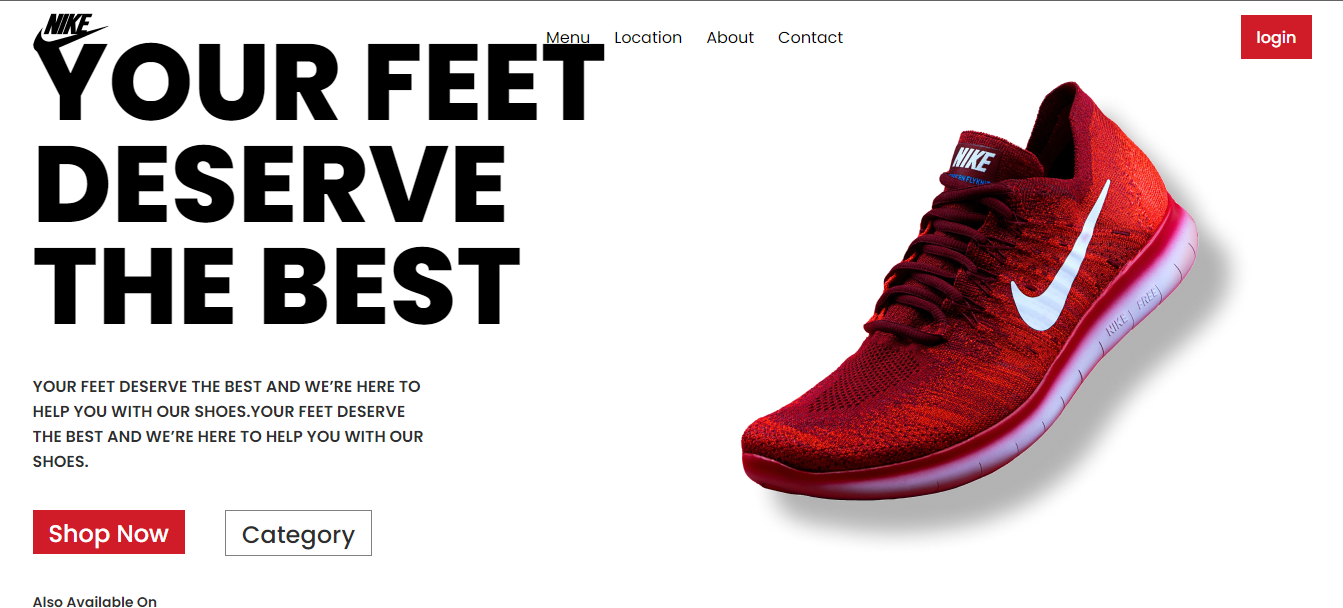 NIKE
Menu Location About Contact
login
YOUR FEET
DESERVE
THE BEST
YOUR FEET DESERVE THE BEST AND WE’RE HERE TO
HELP YOU WITH OUR SHOES.YOUR FEET DESERVE
THE BEST AND WE’RE HERE TO HELP YOU WITH OUR
SHOES.
Shop Now
Category
Also Available On
NIKE
NIKE FREE